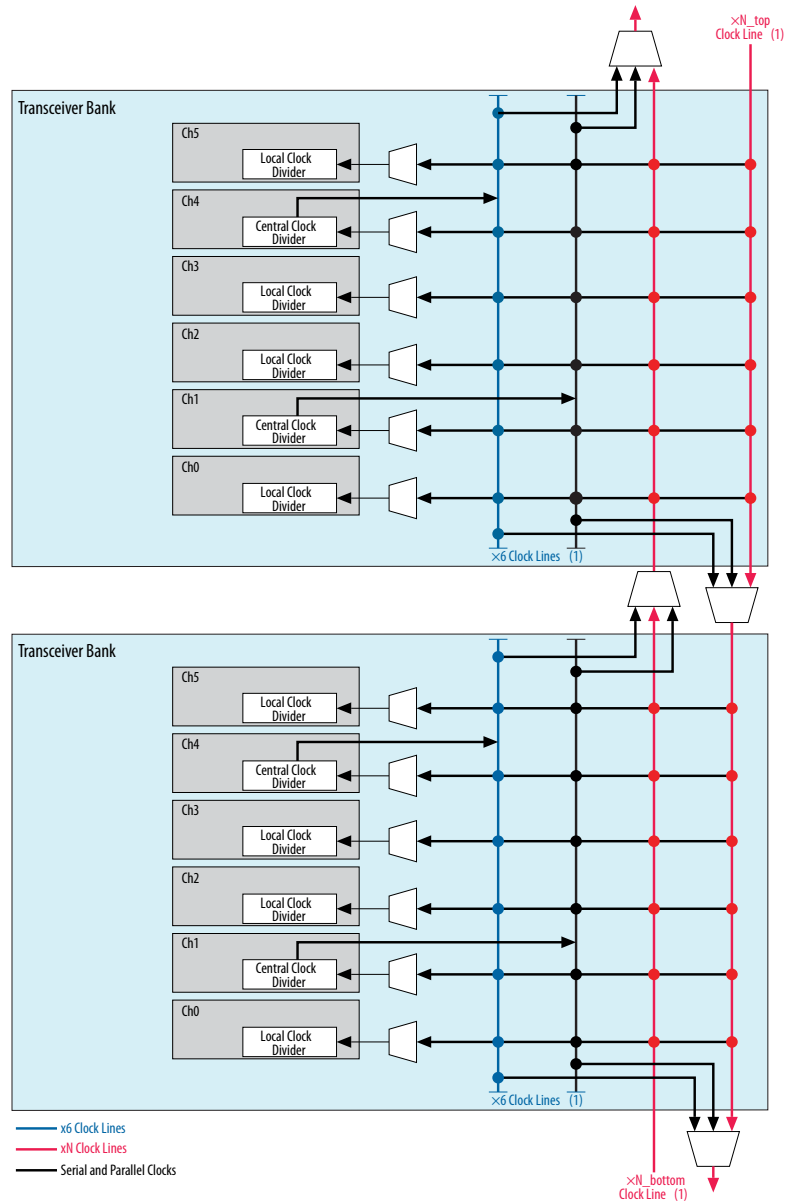 ×N_top
Clock Line (1)
Transceiver Bank
Ch5
Local Clock
Divider
Ch4
Central Clock
Divider
Ch3
Local Clock
Divider
Ch2
Local Clock
Divider
Ch1
Central Clock
Divider
Ch0
Local Clock
Divider
×6 Clock Lines (1)
Transceiver Bank
Ch5
Local Clock
Divider
Ch4
Central Clock
Divider
Ch3
Local Clock
Divider
Ch2
Local Clock
Divider
Ch1
Central Clock
Divider
Ch0
Local Clock
Divider
×6 Clock Lines (1)
x6 Clock Lines
xN Clock Lines
Serial and Parallel Clocks
×N_bottom
Clock Line (1)